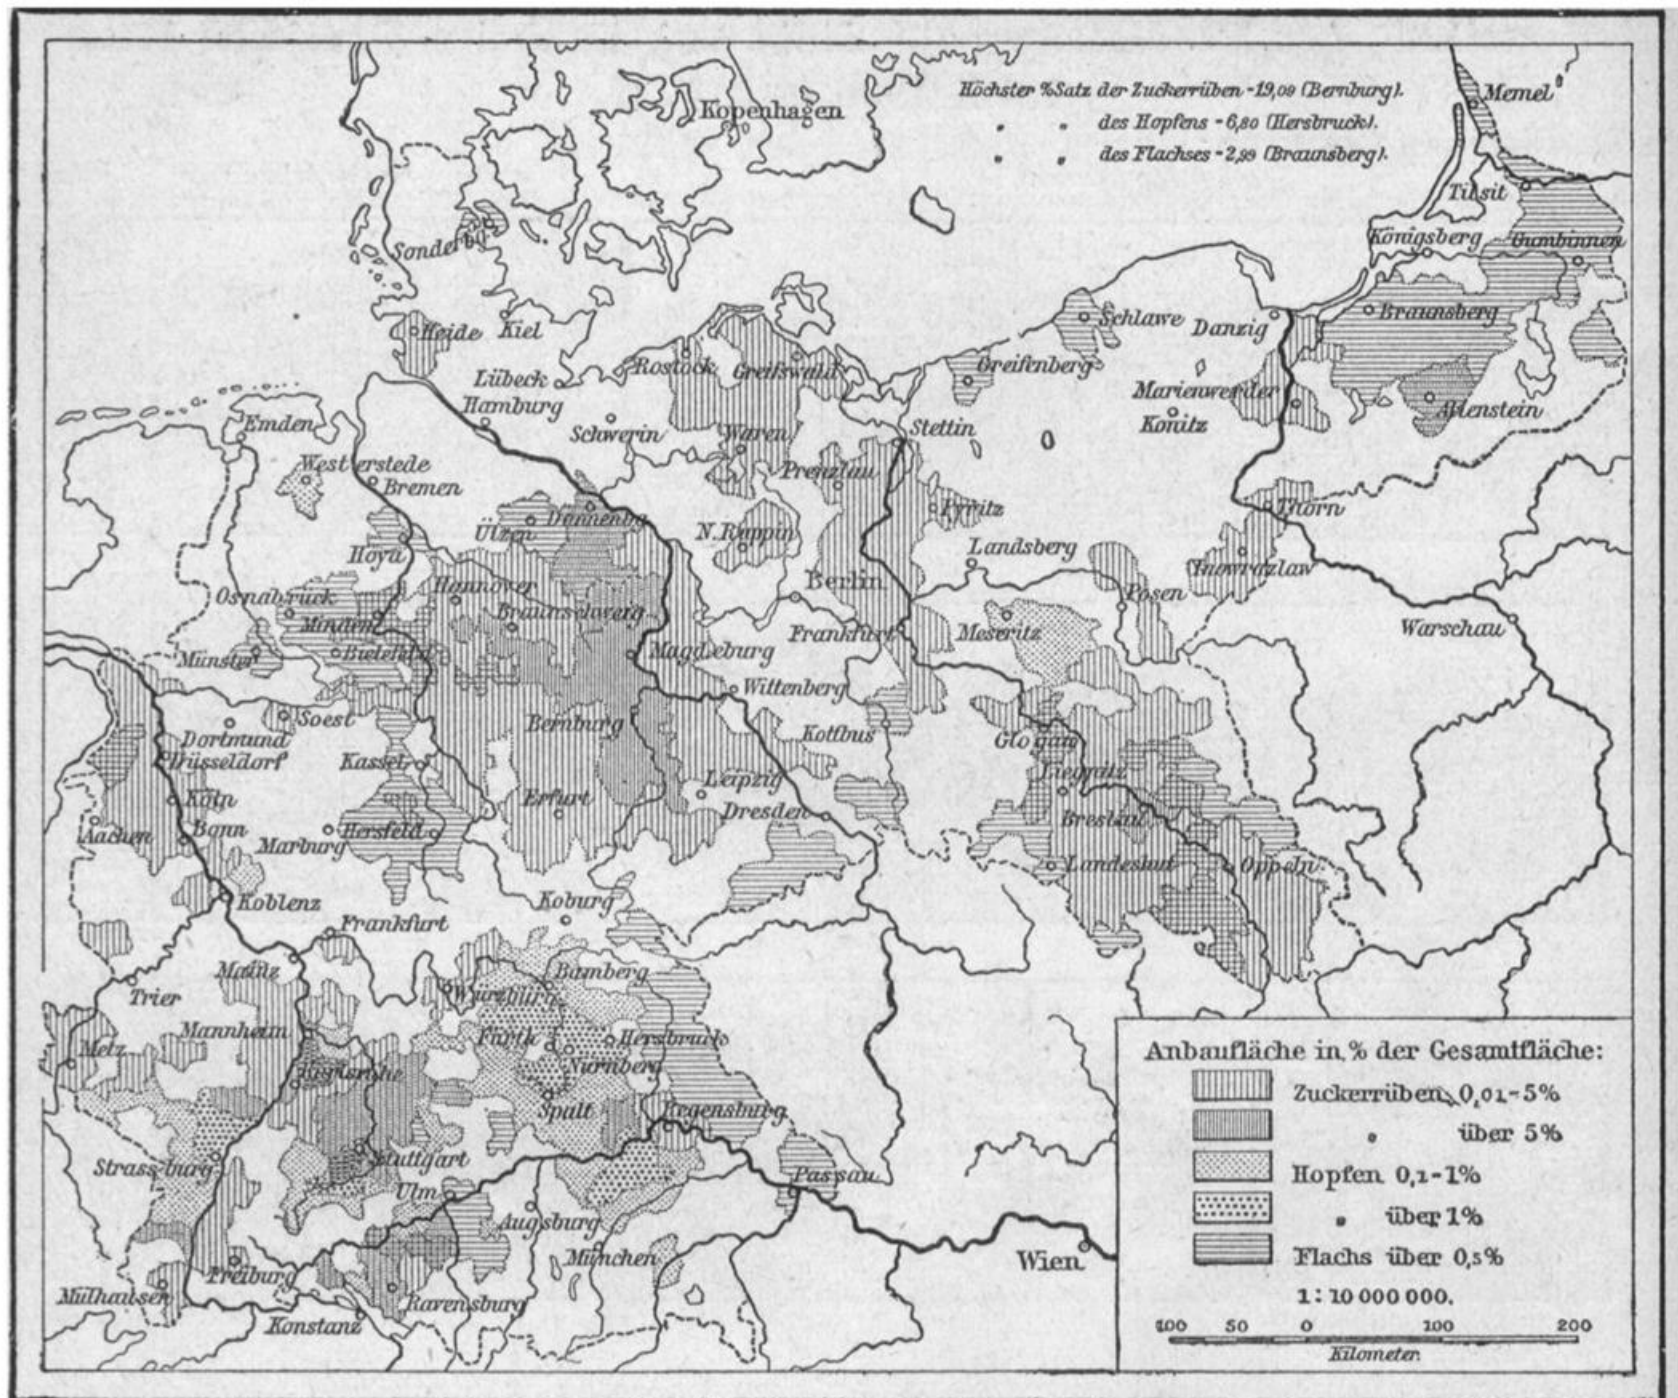 Höchster % Satz der Zuckerrüben - 19,09 (Bernburg).
„ „ des Hopfens - 6,80 (Hersbruck).
„ „ des Flachses - 2,99 (Braunsberg).
Kopenhagen
Memel
Tilsit
Sonderbg.
Königsberg
Gumbinnen
Heide
Kiel
Schlawe
Danzig
Braunsberg
Rostock
Greifswald
Greifenberg
Lübeck
Hamburg
Marienwerder
Konitz
Allenstein
Emden
Schwerin
Waren
Stettin
Westerstede
Bremen
Prenzlau
Dannenbg.
Ülzen
Pyritz
Thorn
Hoya
N. Ruppin
Landsberg
Inowrazlaw
Hannover
Berlin
Posen
Osnabrück
Braunschweig
Minden
Frankfurt
Meseritz
Warschau
Münster
Bielefeld
Magdeburg
Wittenberg
Soest
Bernburg
Kottbus
Glogau
Dortmund
Düsseldorf
Kassel
Liegnitz
Leipzig
Köln
Erfurt
Dresden
Breslau
Aachen
Bonn
Marburg
Hersfeld
Landeshut
Oppeln
Koblenz
Koburg
Frankfurt
Mainz
Bamberg
Trier
Würzburg
Mannheim
Fürth
Hersbruck
Metz
Nürnberg
Karlsruhe
Spalt
Regensburg
Strassburg
Stuttgart
Passau
Ulm
Augsburg
München
Wien
Freiburg
Mülhausen
Ravensburg
Konstanz
Anbaufläche in % der Gesamtfläche:
Zuckerrüben 0,01-5%
„ über 5%
Hopfen 0,1-1%
„ über 1%
Flachs über 0,5%
1:10 000 000.
100 50 0 100 200
Kilometer.